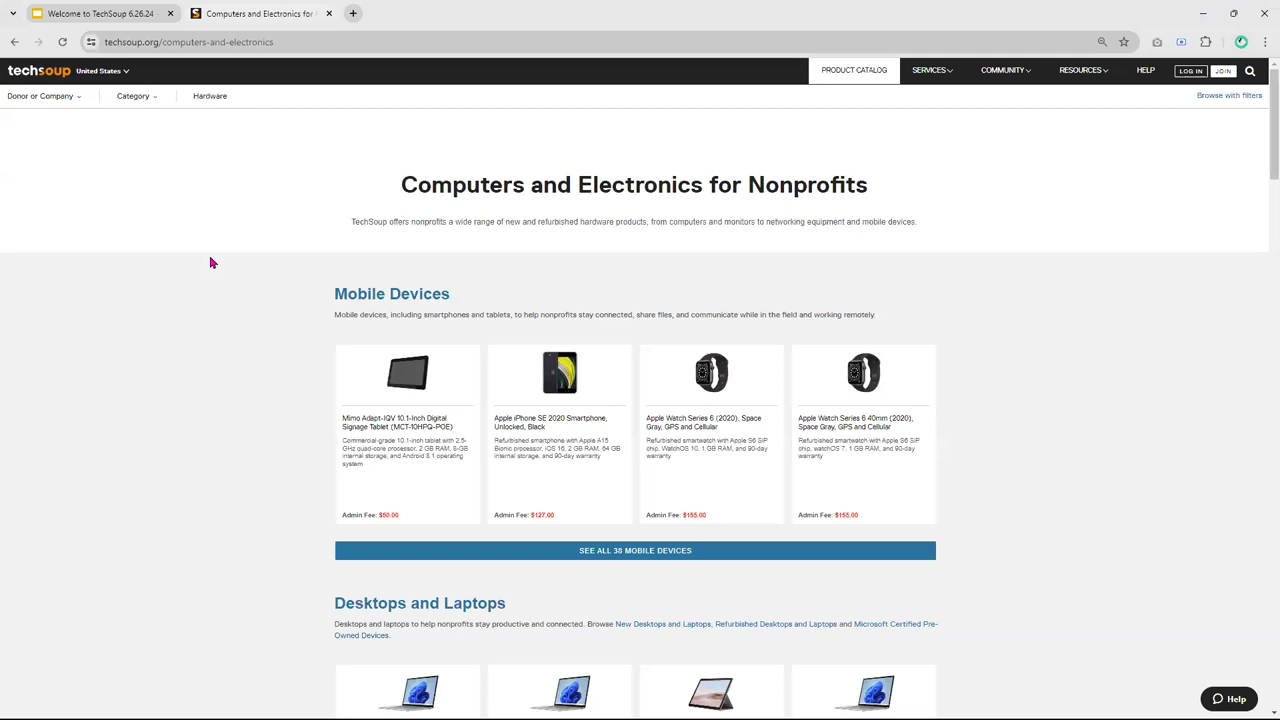 Welcome to TechSoup 6.26.24 -
Computers and Electronics for
techsoup.org/computers-and-electronics
techsoup United States
PRODUCT CATALOG SERVICES COMMUNITY RESOURCES HELP LOG IN JOIN
Donor or Company Category Hardware Browse with filters
Computers and Electronics for Nonprofits
TechSoup offers nonprofits a wide range of new and refurbished hardware products, from computers and monitors to networking equipment and mobile devices.
Mobile Devices
Mobile devices, including smartphones and tablets, to help nonprofits stay connected, share files, and communicate while in the field and working remotely.
Mimo Adapt-IQV 10.1-Inch Digital
Signage Tablet (MCT-10HPQ-POE)
Commercial-grade 10.1-inch tablet with 2.5-
GHz quad-core processor, 2 GB RAM, 8-GB
internal storage, and Android 8.1 operating
system
Admin Fee: $50.00
Apple iPhone SE 2020 Smartphone,
Unlocked, Black
Refurbished smartphone with Apple A15
Bionic processor, iOS 16, 2 GB RAM, 64 GB
internal storage, and 90-day warranty
Admin Fee: $127.00
Apple Watch Series 6 (2020), Space
Gray, GPS and Cellular
Refurbished smartwatch with Apple S6 SiP
chip, WatchOS 10, 1 GB RAM, and 90-day
warranty
Admin Fee: $155.00
Apple Watch Series 6 40mm (2020),
Space Gray, GPS and Cellular
Refurbished smartwatch with Apple S6 SiP
chip, watchOS 7, 1 GB RAM, and 90-day
warranty
Admin Fee: $155.00
SEE ALL 38 MOBILE DEVICES
Desktops and Laptops
Desktops and laptops to help nonprofits stay productive and connected. Browse New Desktops and Laptops, Refurbished Desktops and Laptops and Microsoft Certified Pre-
Owned Devices.
Help